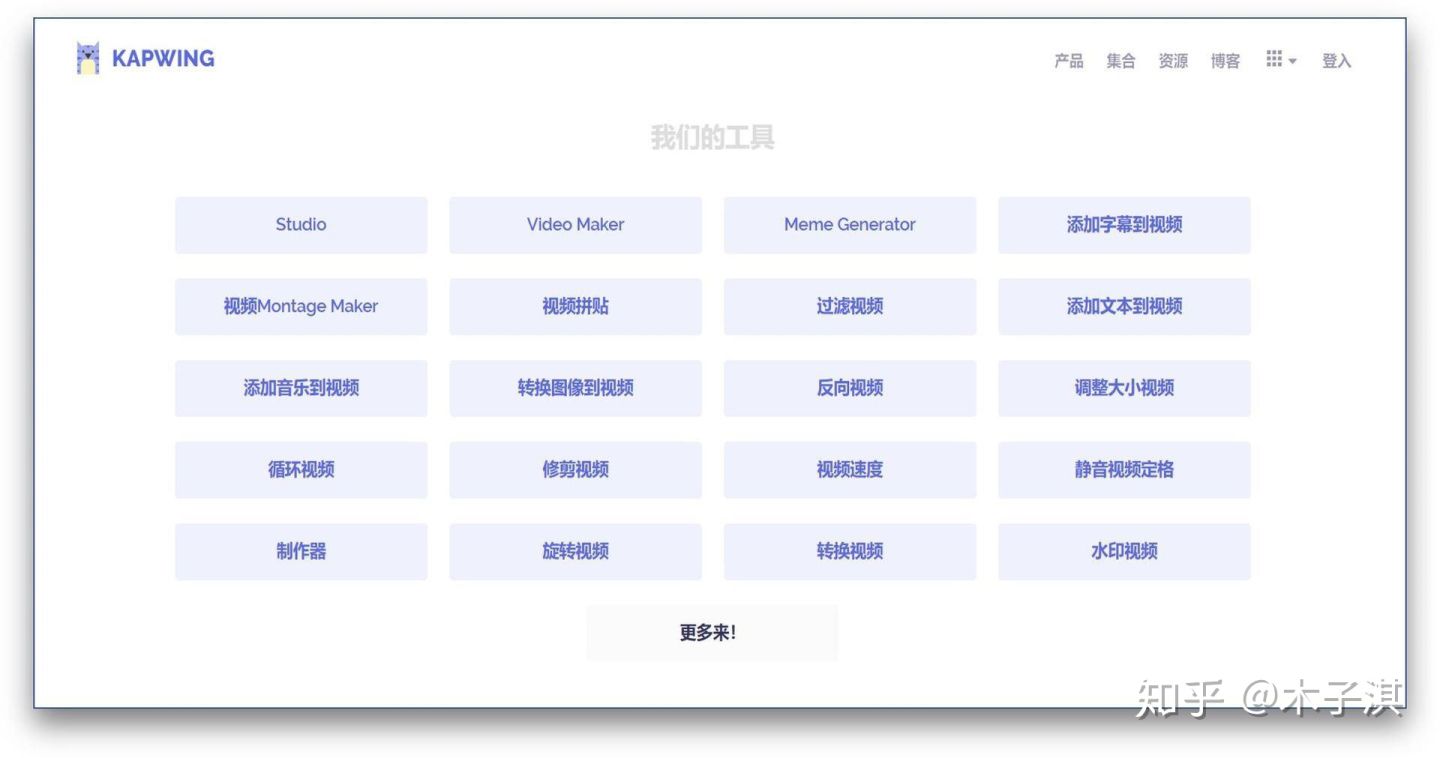 KAPWING
产品 集合 资源 博客 登入
我们的工具
Studio Video Maker Meme Generator 添加字幕到视频
视频Montage Maker 视频拼贴 过滤视频 添加文本到视频
添加音乐到视频 转换图像到视频 反向视频 调整大小视频
循环视频 修剪视频 视频速度 静音视频定格
制作器 旋转视频 转换视频 水印视频
更多来!
知乎 @木子淇